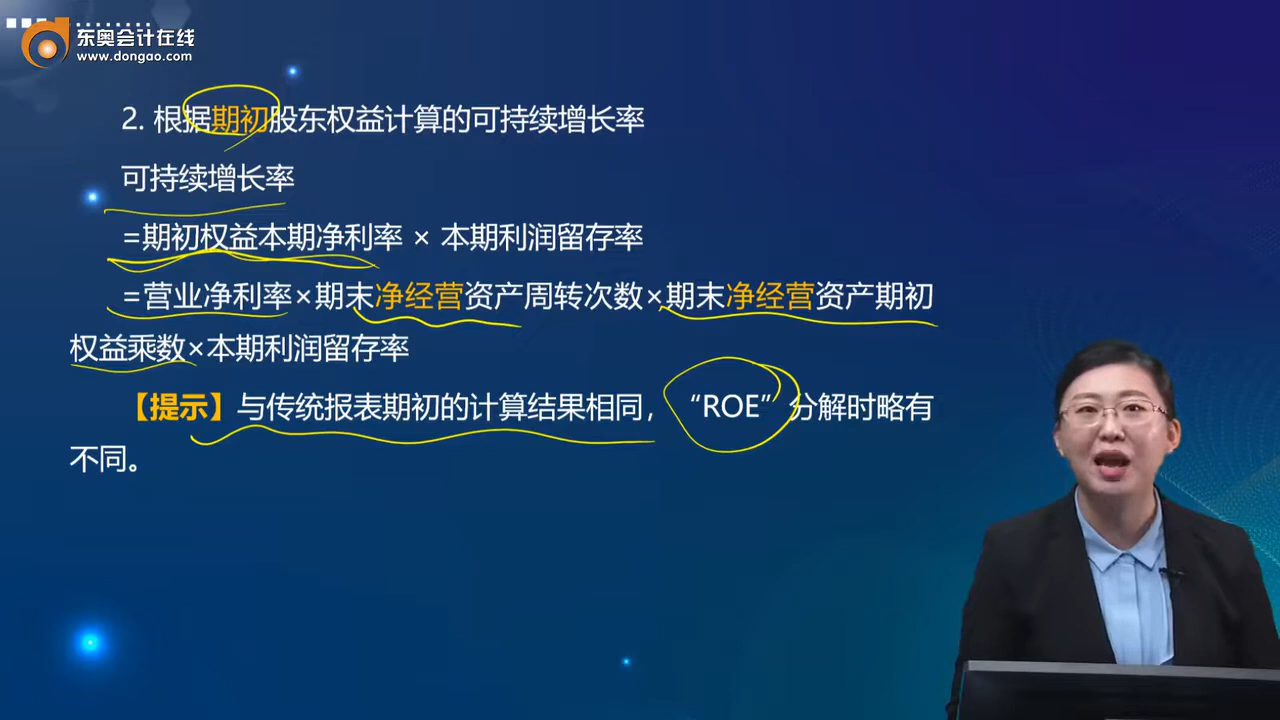 东奥会计在线
www.dongao.com
2. 根据期初股东权益计算的可持续增长率
可持续增长率
=期初权益本期净利率 × 本期利润留存率
=营业净利率×期末净经营资产周转次数×期末净经营资产期初
权益乘数×本期利润留存率
【提示】与传统报表期初的计算结果相同，“ROE”分解时略有
不同。